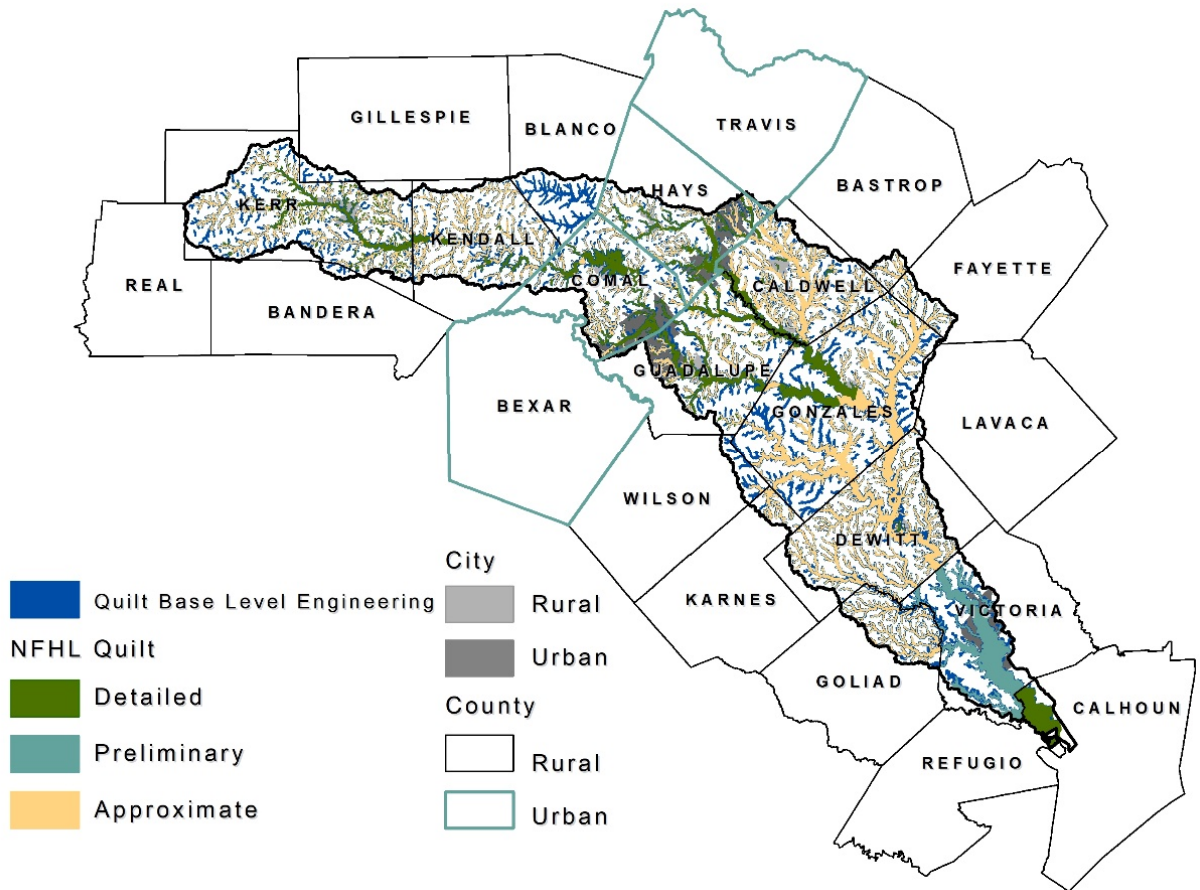 GILLESPIE
BLANCO
TRAVIS
BASTROP
HAYS
KERR
KENDALL
FAYETTE
REAL
COMAL
CALDWELL
BANDERA
GUADALUPE
BEXAR
GONZALES
LAVACA
WILSON
DEWITT
KARNES
VICTORIA
GOLIAD
CALHOUN
REFUGIO
Quilt Base Level Engineering
NFHL Quilt
Detailed
Preliminary
Approximate
City
Rural
Urban
County
Rural
Urban